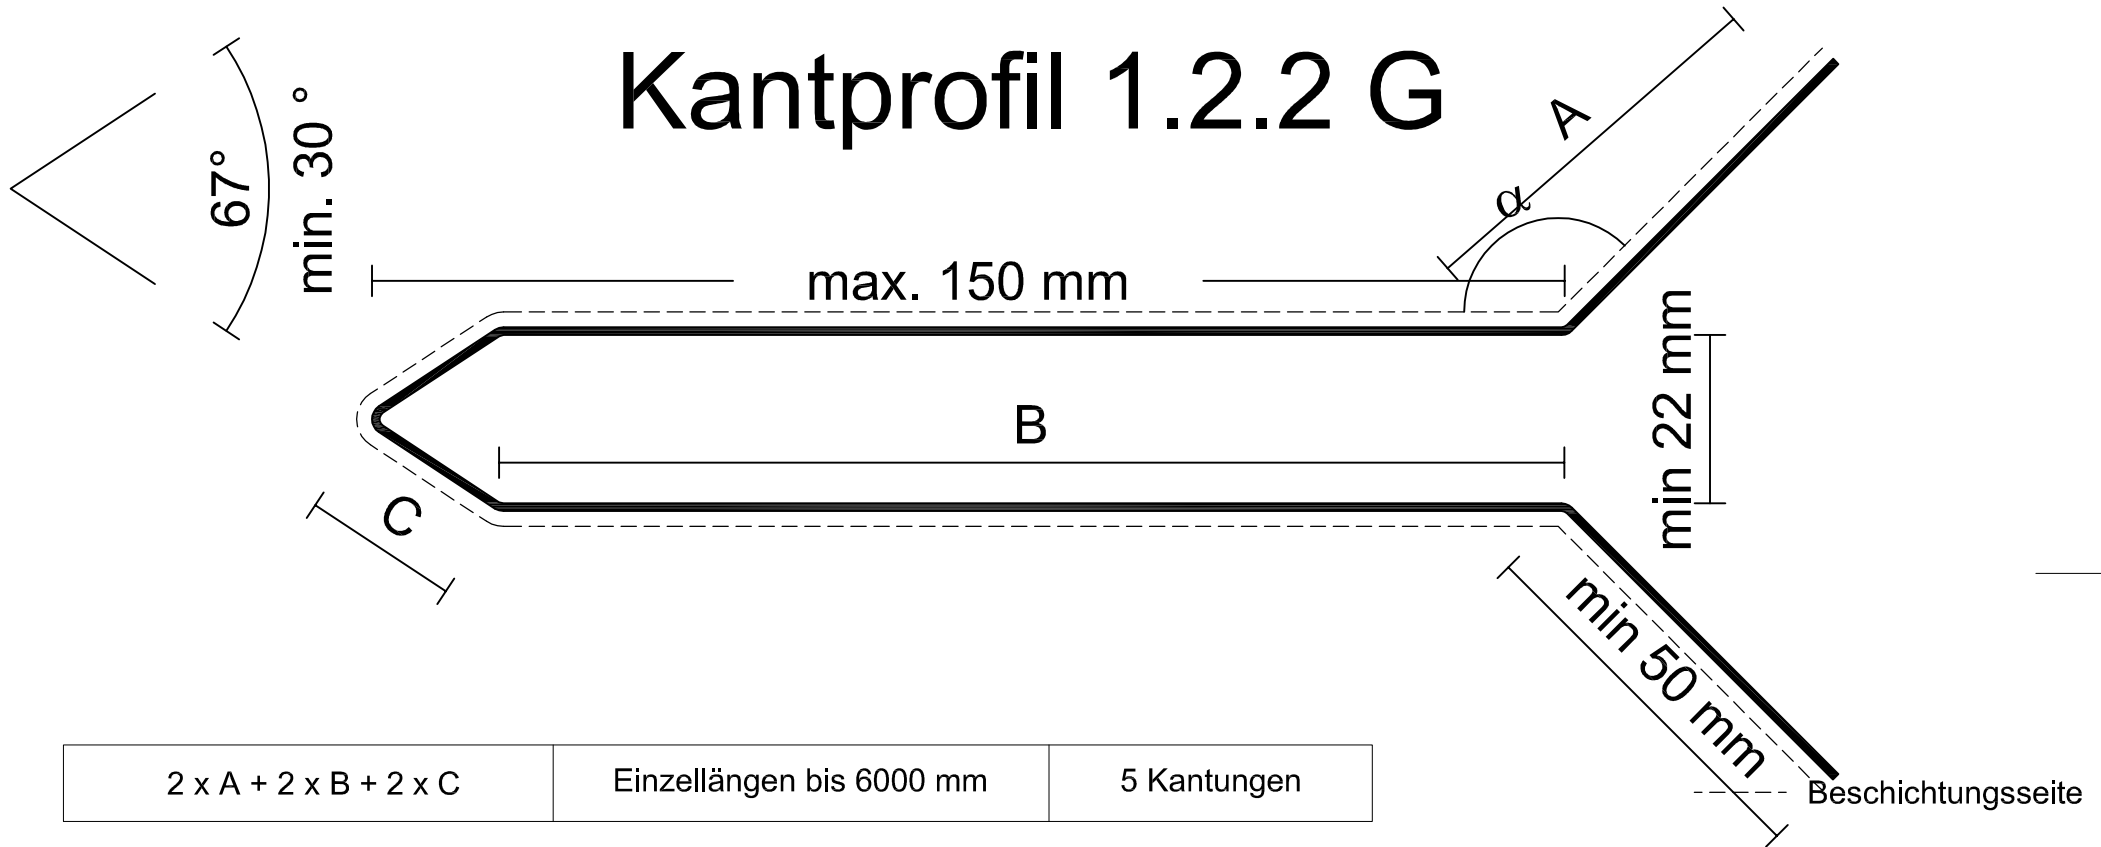 Kantprofil 1.2.2 G
67°
min. 30 °
A
α
max. 150 mm
min 22 mm
B
C
min 50 mm
2 x A + 2 x B + 2 x C
Einzellängen bis 6000 mm
5 Kantungen
Beschichtungsseite